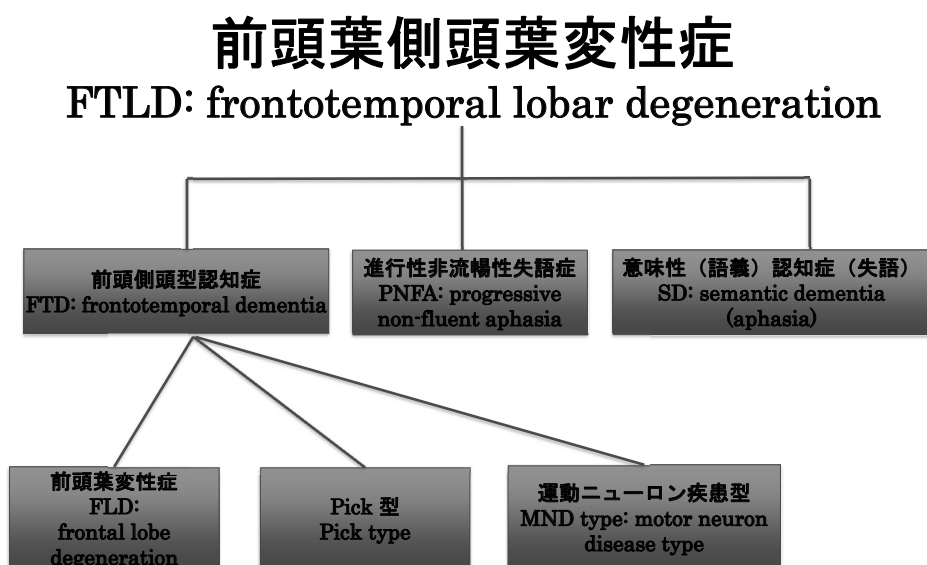 前頭葉側頭葉変性症
FTLD: frontotemporal lobar degeneration
前頭側頭型認知症
FTD: frontotemporal dementia
進行性非流暢性失語症
PNFA: progressive
non-fluent aphasia
意味性（語義）認知症（失語）
SD: semantic dementia
(aphasia)
前頭葉変性症
FLD:
frontal lobe
degeneration
Pick 型
Pick type
運動ニューロン疾患型
MND type: motor neuron
disease type